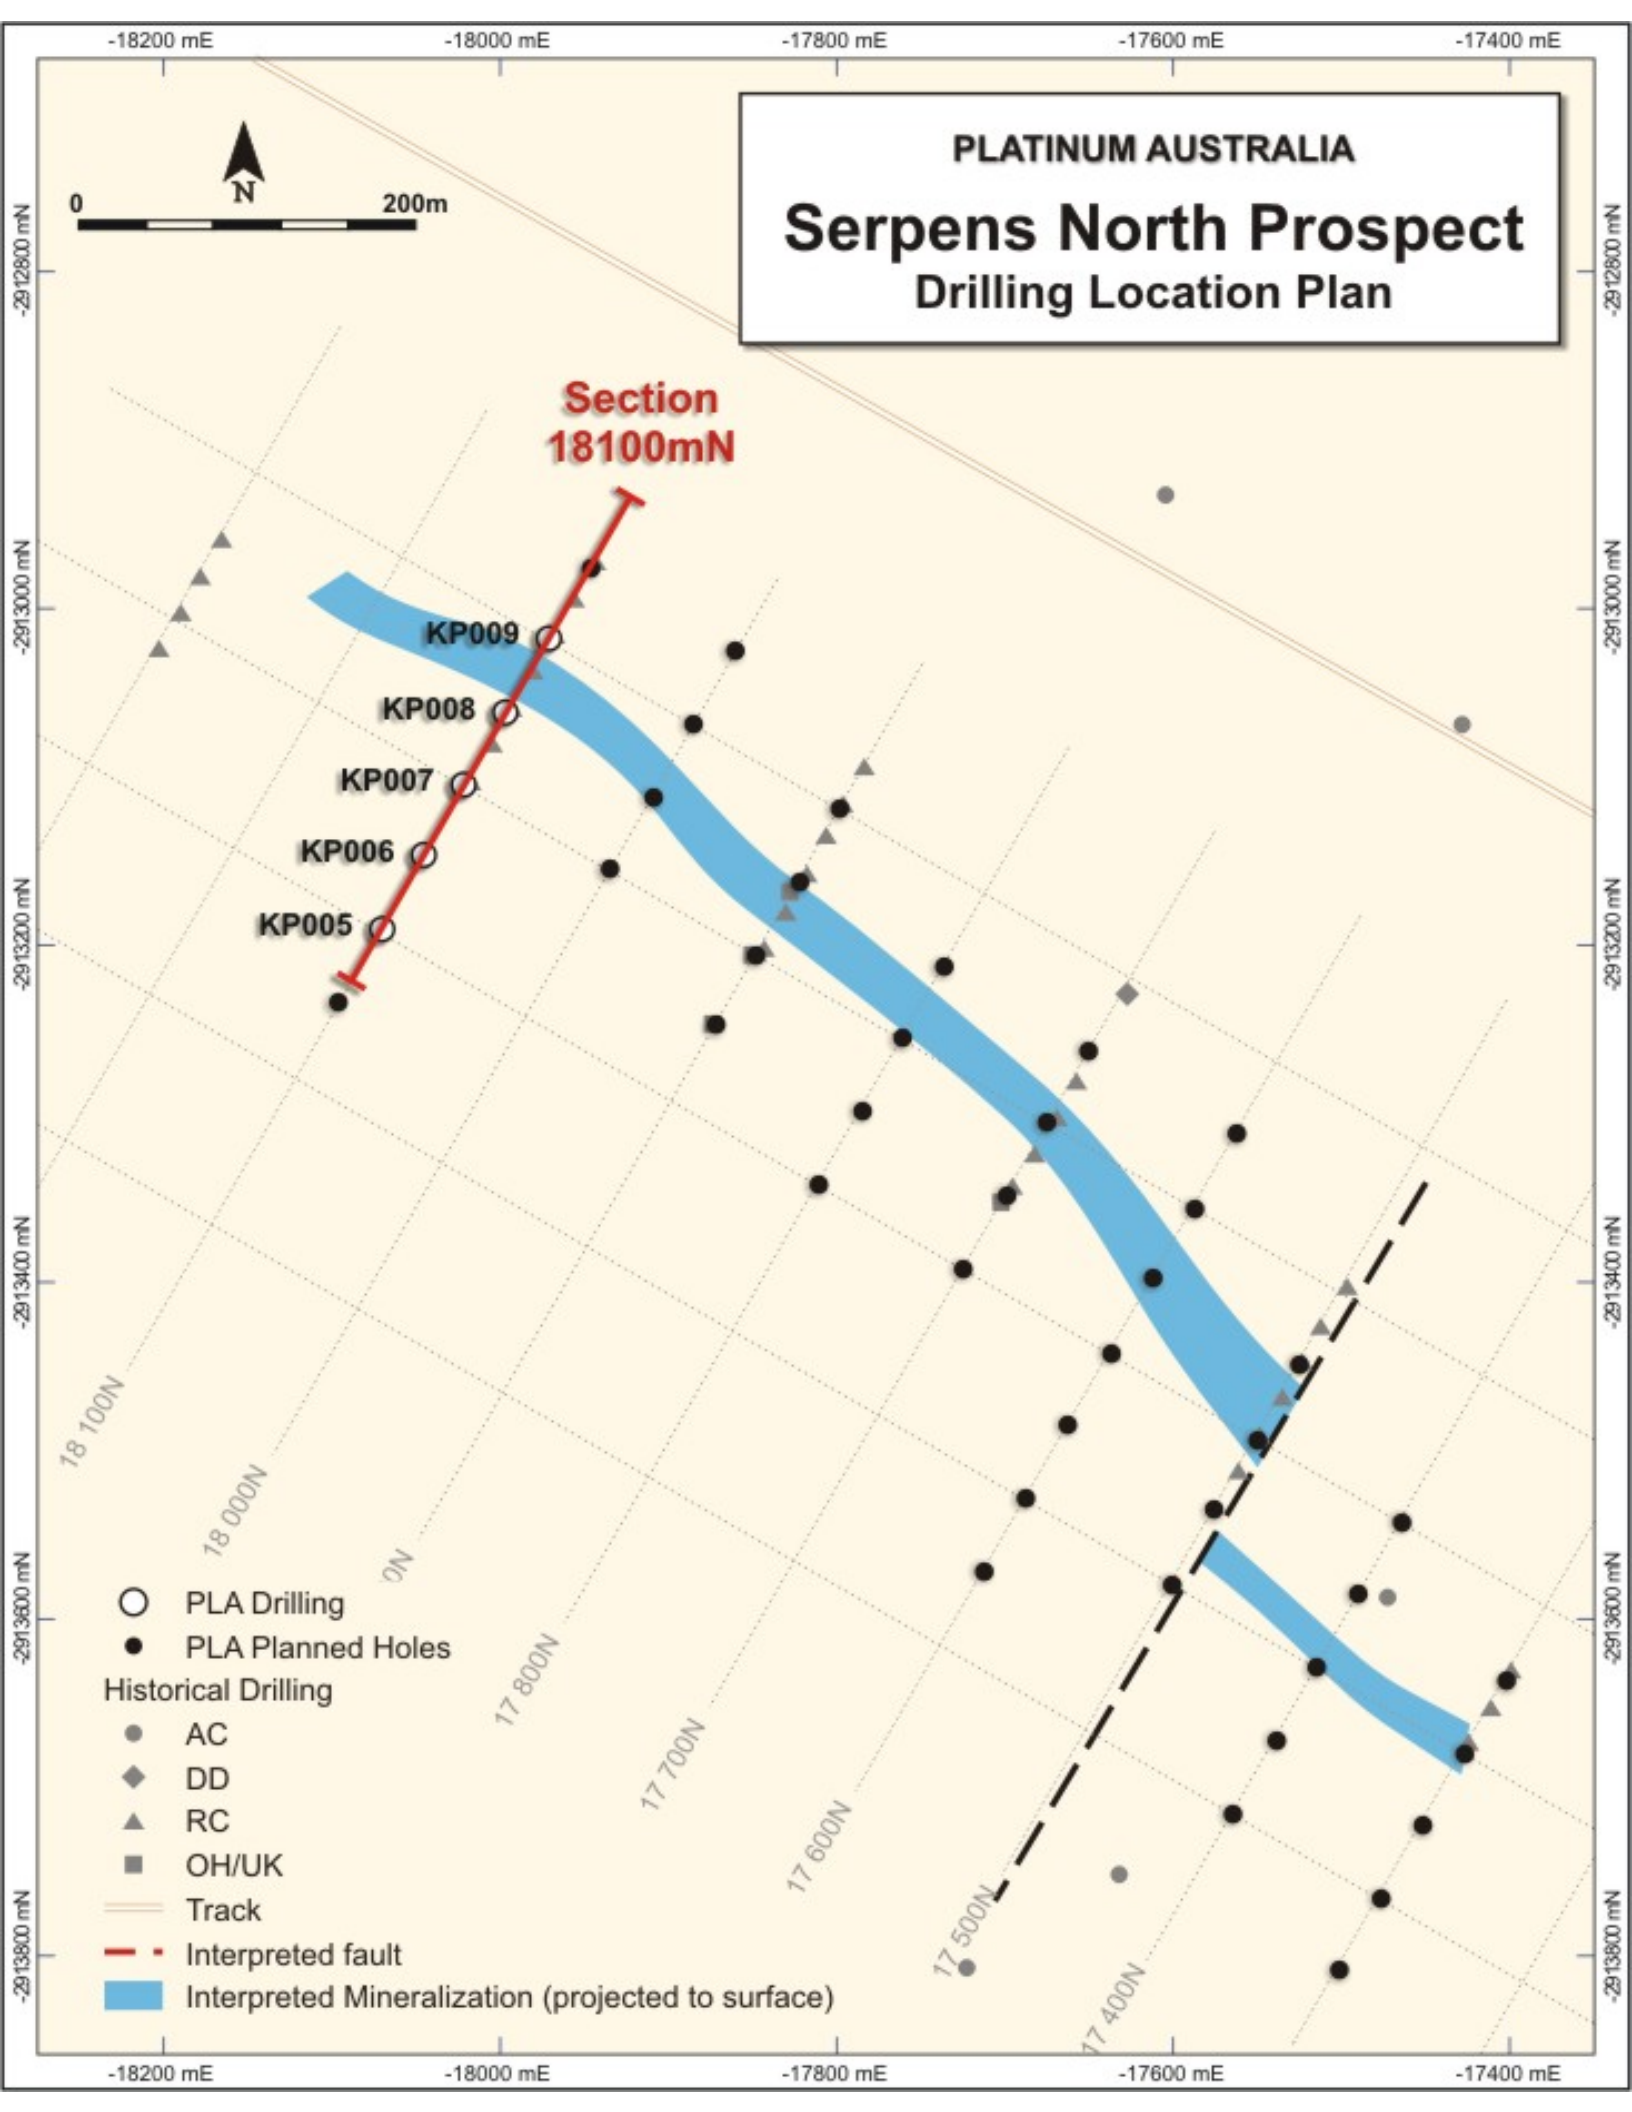 -18200 mE
-18000 mE
-17800 mE
-17600 mE
-17400 mE
PLATINUM AUSTRALIA
Serpens North Prospect
Drilling Location Plan
N
0
200m
-2912800 mN
-2912800 mN
Section
18100mN
-2913000 mN
-2913000 mN
KP009
KP008
KP007
KP006
KP005
-2913200 mN
-2913200 mN
-2913400 mN
-2913400 mN
18 100N
18 000N
0N
17 800N
17 700N
17 600N
17 500N
17 400N
-2913600 mN
-2913600 mN
PLA Drilling
PLA Planned Holes
Historical Drilling
AC
DD
RC
OH/UK
Track
Interpreted fault
Interpreted Mineralization (projected to surface)
-2913800 mN
-2913800 mN
-18200 mE
-18000 mE
-17800 mE
-17600 mE
-17400 mE